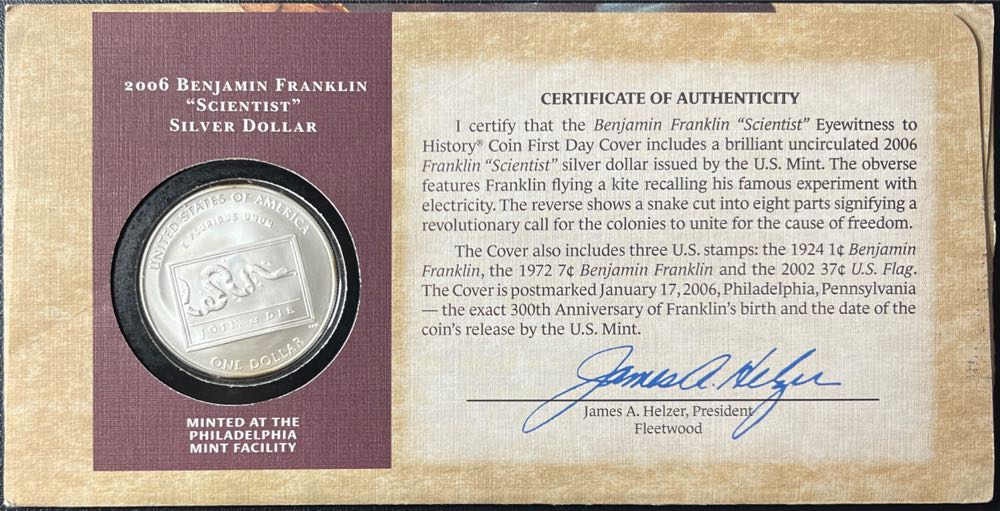 2006 BENJAMIN FRANKLIN
“SCIENTIST”
SILVER DOLLAR
UNITED STATES OF AMERICA
E PLURIBUS UNUM
JOIN or DIE
ONE DOLLAR
MINTED AT THE
PHILADELPHIA
MINT FACILITY
CERTIFICATE OF AUTHENTICITY
I certify that the Benjamin Franklin “Scientist” Eyewitness to
History® Coin First Day Cover includes a brilliant uncirculated 2006
Franklin “Scientist” silver dollar issued by the U.S. Mint. The obverse
features Franklin flying a kite recalling his famous experiment with
electricity. The reverse shows a snake cut into eight parts signifying a
revolutionary call for the colonies to unite for the cause of freedom.
The Cover also includes three U.S. stamps: the 1924 1¢ Benjamin
Franklin, the 1972 7¢ Benjamin Franklin and the 2002 37¢ U.S. Flag.
The Cover is postmarked January 17, 2006, Philadelphia, Pennsylvania
— the exact 300th Anniversary of Franklin’s birth and the date of the
coin’s release by the U.S. Mint.
James A. Helzer
James A. Helzer, President
Fleetwood